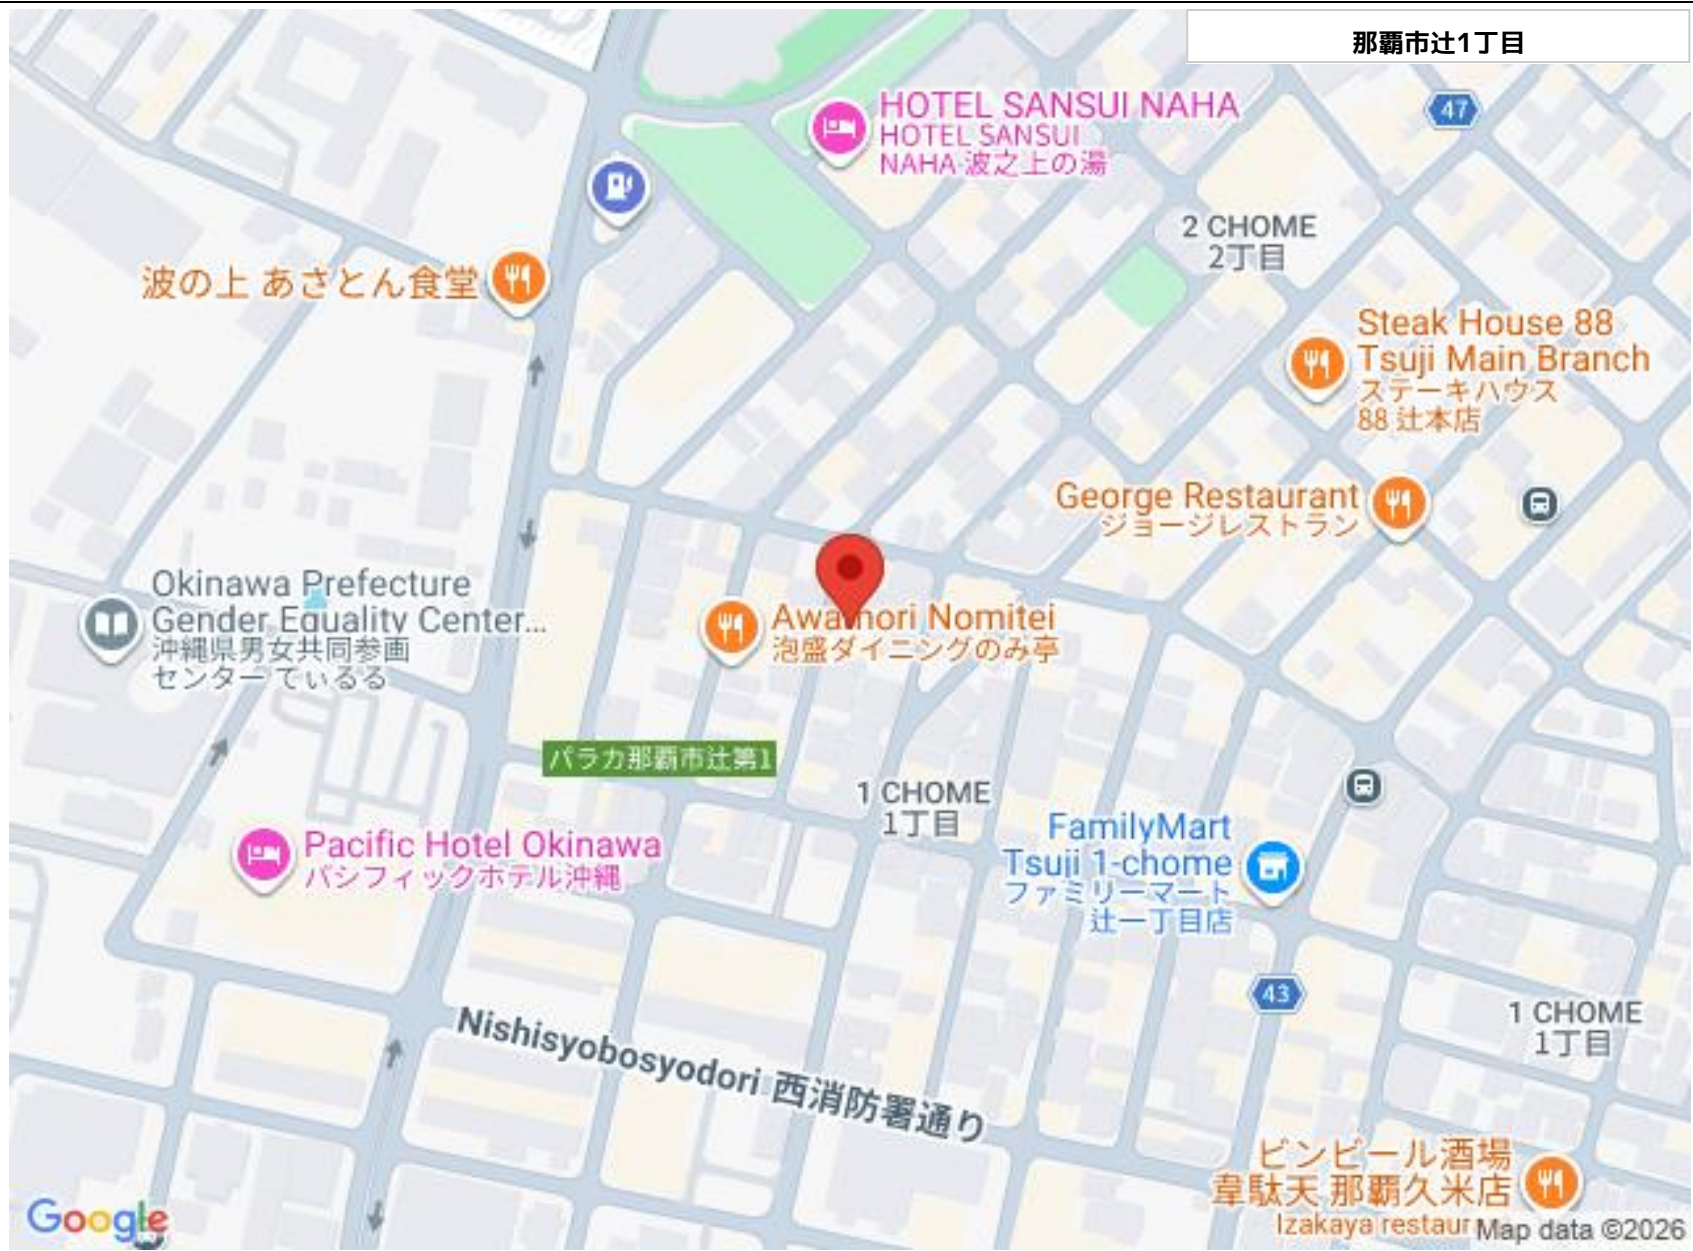 那覇市辻1丁目
HOTEL SANSUI NAHA
HOTEL SANSUI
NAHA 波之上の湯
47
2 CHOME
2丁目
波の上 あさとん食堂
Steak House 88
Tsuji Main Branch
ステーキハウス
88 辻本店
George Restaurant
ジョージレストラン
Okinawa Prefecture
Gender Equality Center...
沖縄県男女共同参画
センター てぃるる
Awamori Nomitei
泡盛ダイニングのみ亭
パラカ那覇市辻第1
1 CHOME
1丁目
Pacific Hotel Okinawa
パシフィックホテル沖縄
FamilyMart
Tsuji 1-chome
ファミリーマート
辻一丁目店
43
1 CHOME
1丁目
Nishisyobosyodori 西消防署通り
ビンビール酒場
韋駄天 那覇久米店
Izakaya restaur
Google
Map data ©2026